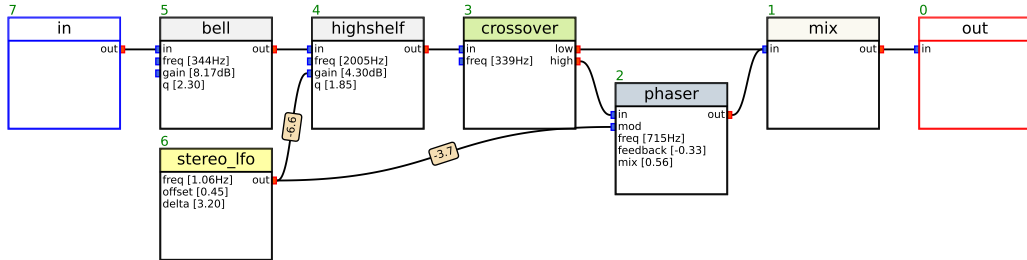 7
in
out
5
bell
in out
freq [344Hz]
gain [8.17dB]
q [2.30]
4
highshelf
in out
freq [2005Hz]
gain [4.30dB]
q [1.85]
3
crossover
in low
freq [339Hz] high
2
phaser
in out
mod
freq [715Hz]
feedback [-0.33]
mix [0.56]
1
mix
in out
0
out
in
6
stereo_lfo
freq [1.06Hz] out
offset [0.45]
delta [3.20]
-6.6
-3.7